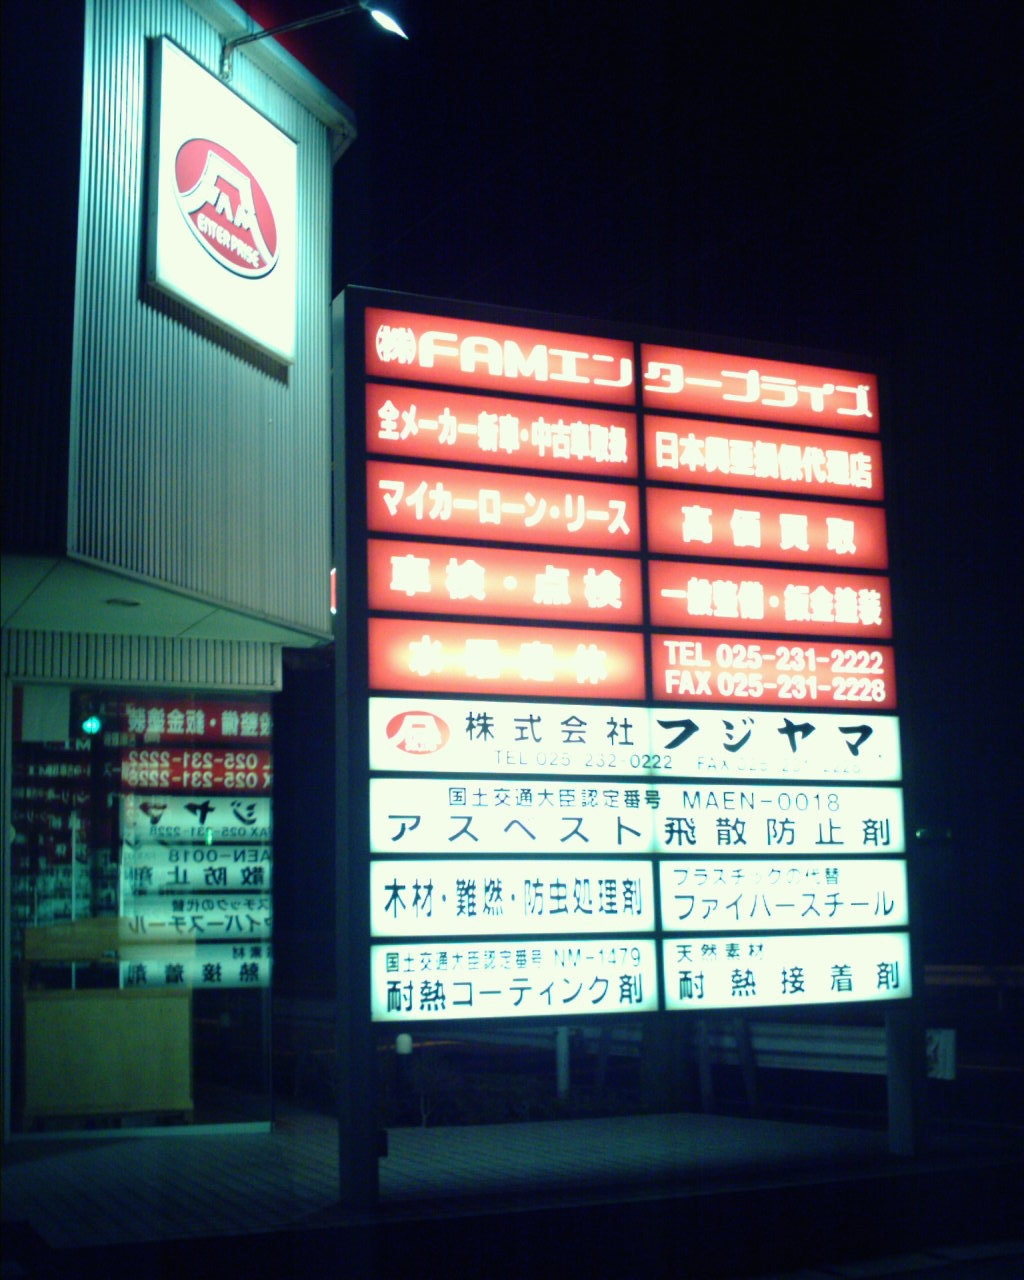 FAM
ENTERPRISE
㈱FAMエンタープライズ
全メーカー新車・中古車取扱
日本興亜損保代理店
マイカーローン・リース
高価買取
車検・点検
一般整備・鈑金塗装
水曜定休
TEL 025-231-2222
FAX 025-231-2228
株式会社フジヤマ
TEL 025-232-0222 FAX 025-231-2228
国土交通大臣認定番号 MAEN-0018
アスベスト飛散防止剤
木材・難燃・防虫処理剤
プラスチックの代替
ファイバースチール
国土交通大臣認定番号 NM-1479
耐熱コーティング剤
天然素材
耐熱接着剤